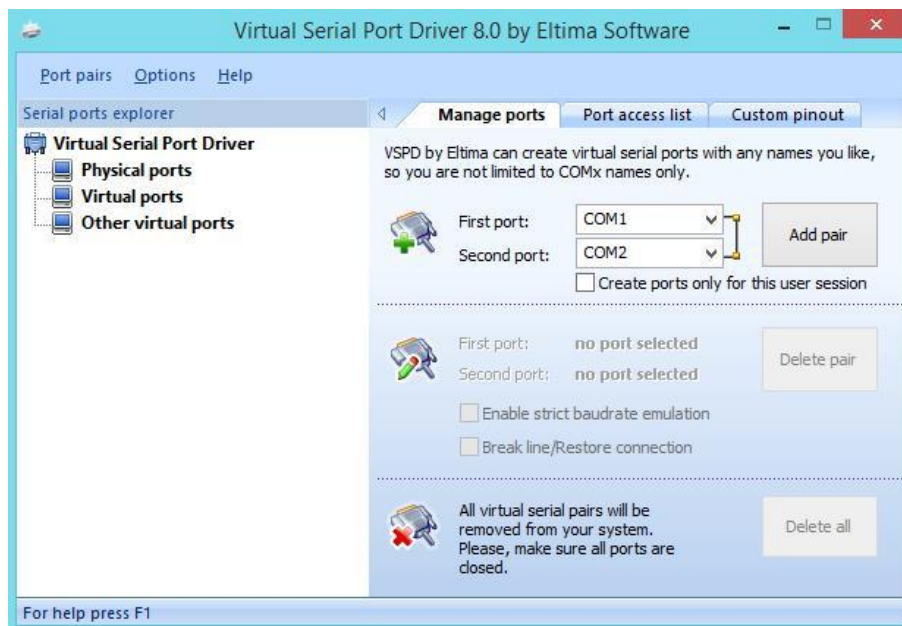 Virtual Serial Port Driver 8.0 by Eltima Software
Port pairs Options Help
Serial ports explorer
Virtual Serial Port Driver
Physical ports
Virtual ports
Other virtual ports
Manage ports Port access list Custom pinout
VSPD by Eltima can create virtual serial ports with any names you like,
so you are not limited to COMx names only.
First port: COM1
Second port: COM2
Add pair
Create ports only for this user session
First port: no port selected
Second port: no port selected
Delete pair
Enable strict baudrate emulation
Break line/Restore connection
All virtual serial pairs will be
removed from your system.
Please, make sure all ports are
closed.
Delete all
For help press F1